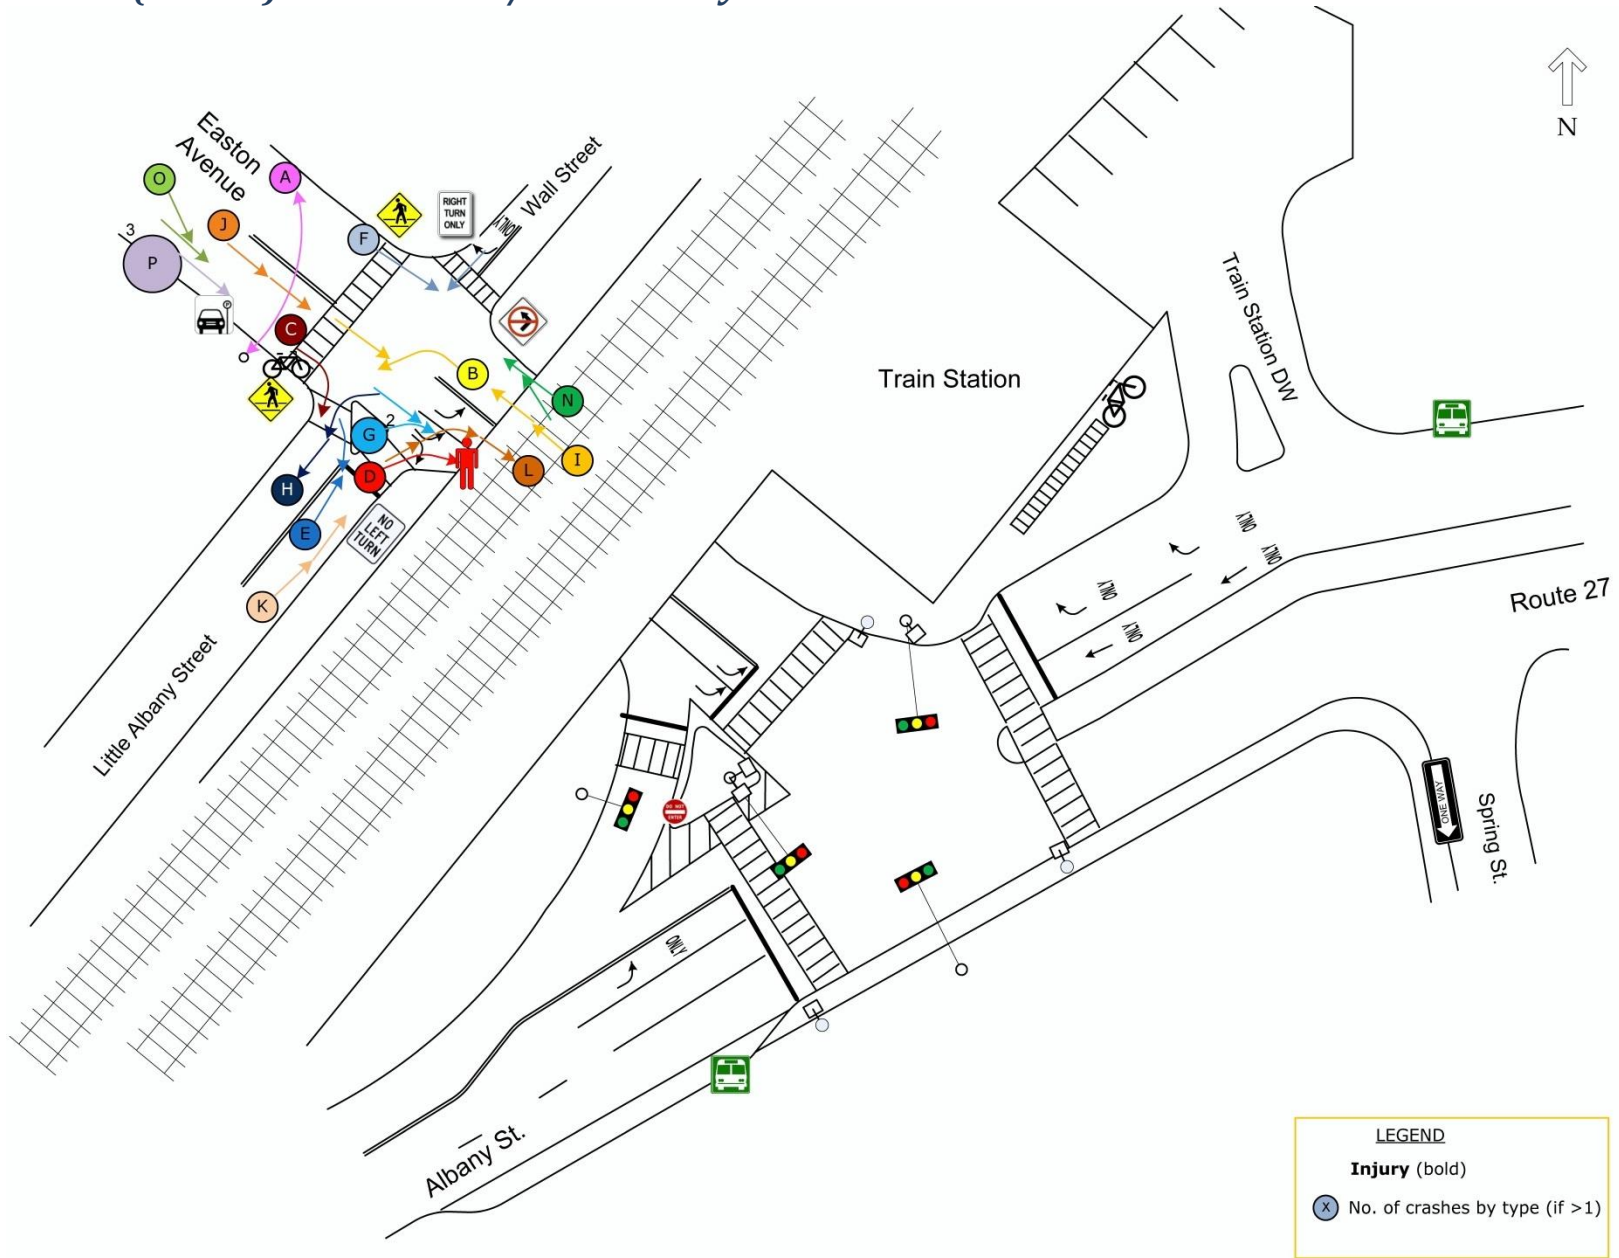 Easton
Avenue
O
A
J
F
3
P
C
RIGHT
TURN
ONLY
ONLY
Wall Street
B
N
G
2
D
H
L
I
E
K
NO
LEFT
TURN
Little Albany Street
N
Train Station
Train Station DW
ONLY
ONLY
ONLY
ONLY
Route 27
DO NOT
ENTER
ONLY
ONE WAY
Spring St.
Albany St.
LEGEND
Injury (bold)
X No. of crashes by type (if >1)